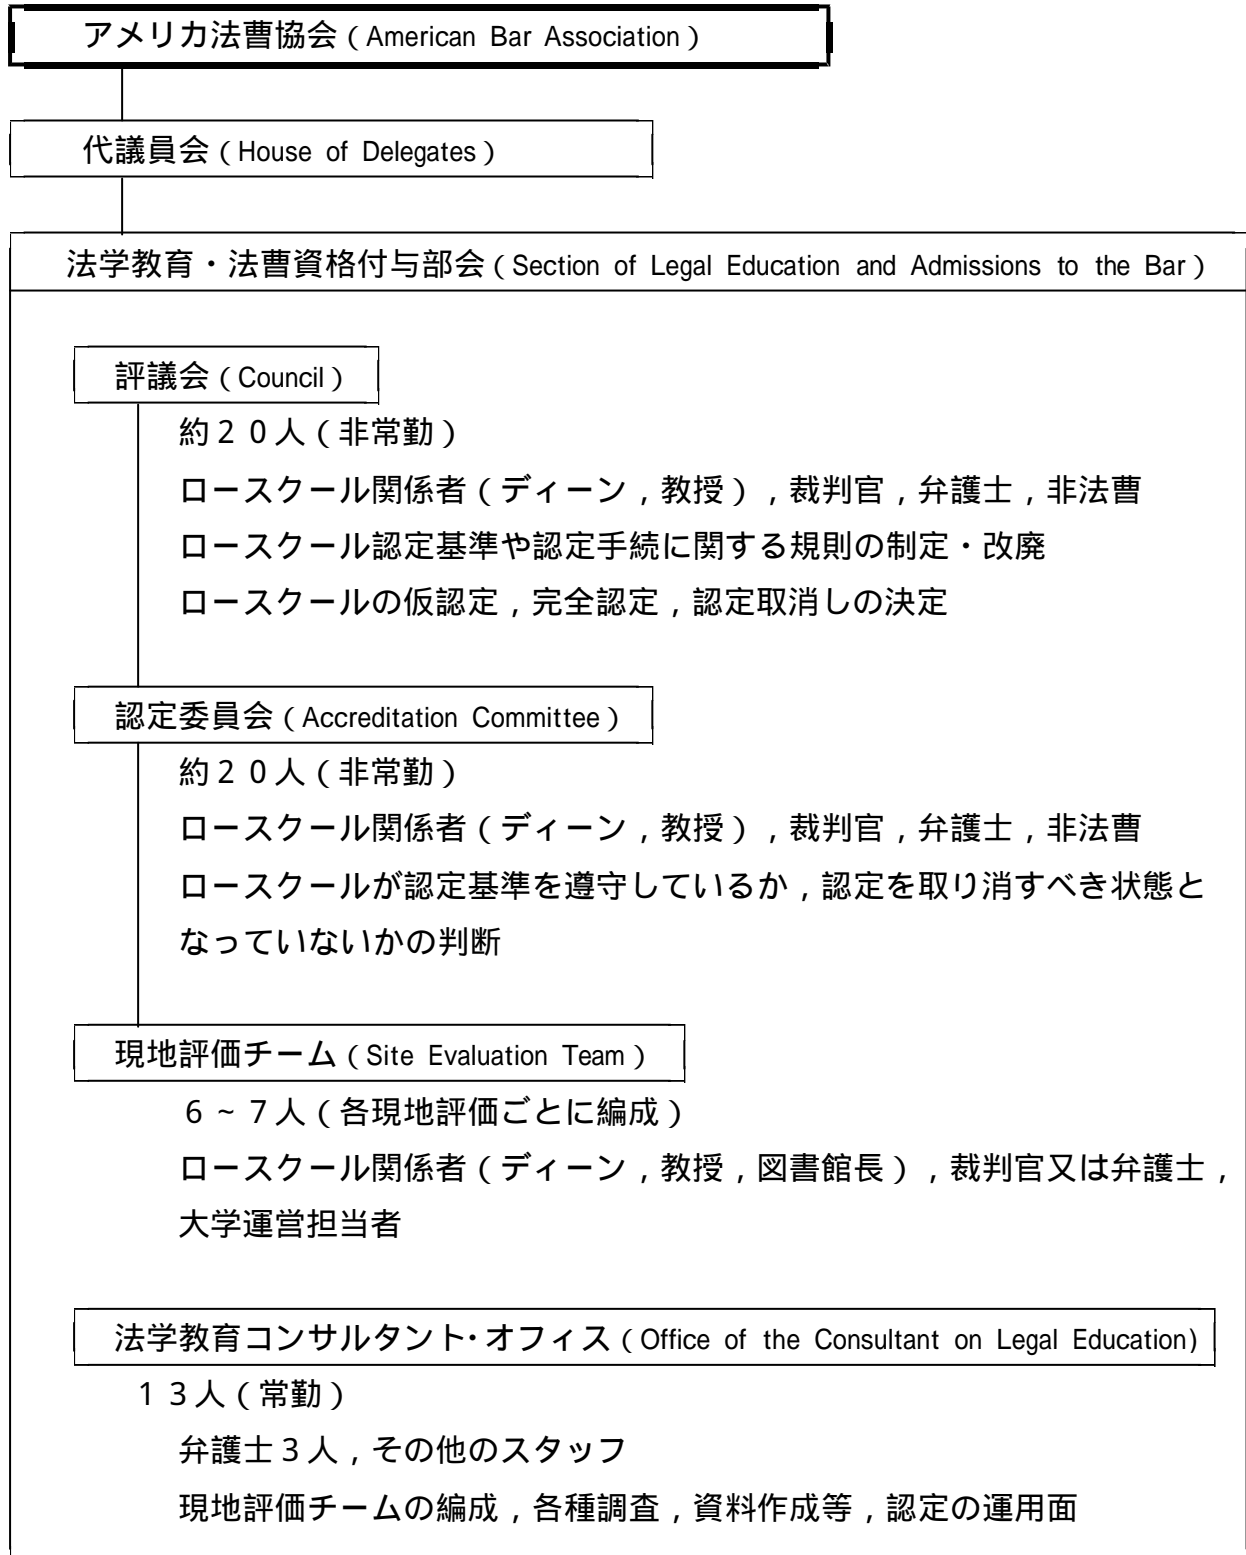 アメリカ法曹協会（American Bar Association）
代議員会（House of Delegates）
法学教育・法曹資格付与部会（Section of Legal Education and Admissions to the Bar）
評議会（Council）
約２０人（非常勤）
ロースクール関係者（ディーン，教授），裁判官，弁護士，非法曹
ロースクール認定基準や認定手続に関する規則の制定・改廃
ロースクールの仮認定，完全認定，認定取消しの決定
認定委員会（Accreditation Committee）
約２０人（非常勤）
ロースクール関係者（ディーン，教授），裁判官，弁護士，非法曹
ロースクールが認定基準を遵守しているか，認定を取り消すべき状態と
なっていないかの判断
現地評価チーム（Site Evaluation Team）
６～７人（各現地評価ごとに編成）
ロースクール関係者（ディーン，教授，図書館長），裁判官又は弁護士，
大学運営担当者
法学教育コンサルタント・オフィス（Office of the Consultant on Legal Education)
１３人（常勤）
弁護士３人，その他のスタッフ
現地評価チームの編成，各種調査，資料作成等，認定の運用面